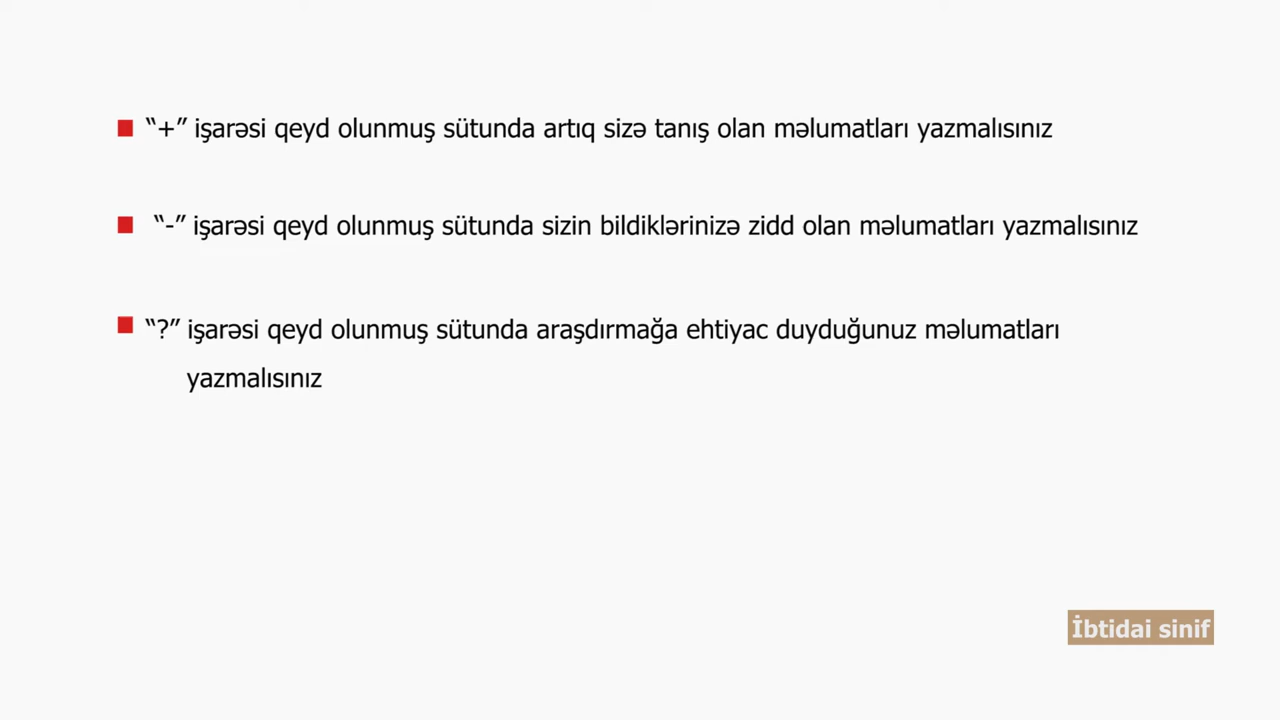 “+” işarəsi qeyd olunmuş sütunda artıq sizə tanış olan məlumatları yazmalısınız
“-” işarəsi qeyd olunmuş sütunda sizin bildiklərinizə zidd olan məlumatları yazmalısınız
“?” işarəsi qeyd olunmuş sütunda araşdırmağa ehtiyac duyduğunuz məlumatları
yazmalısınız
İbtidai sinif